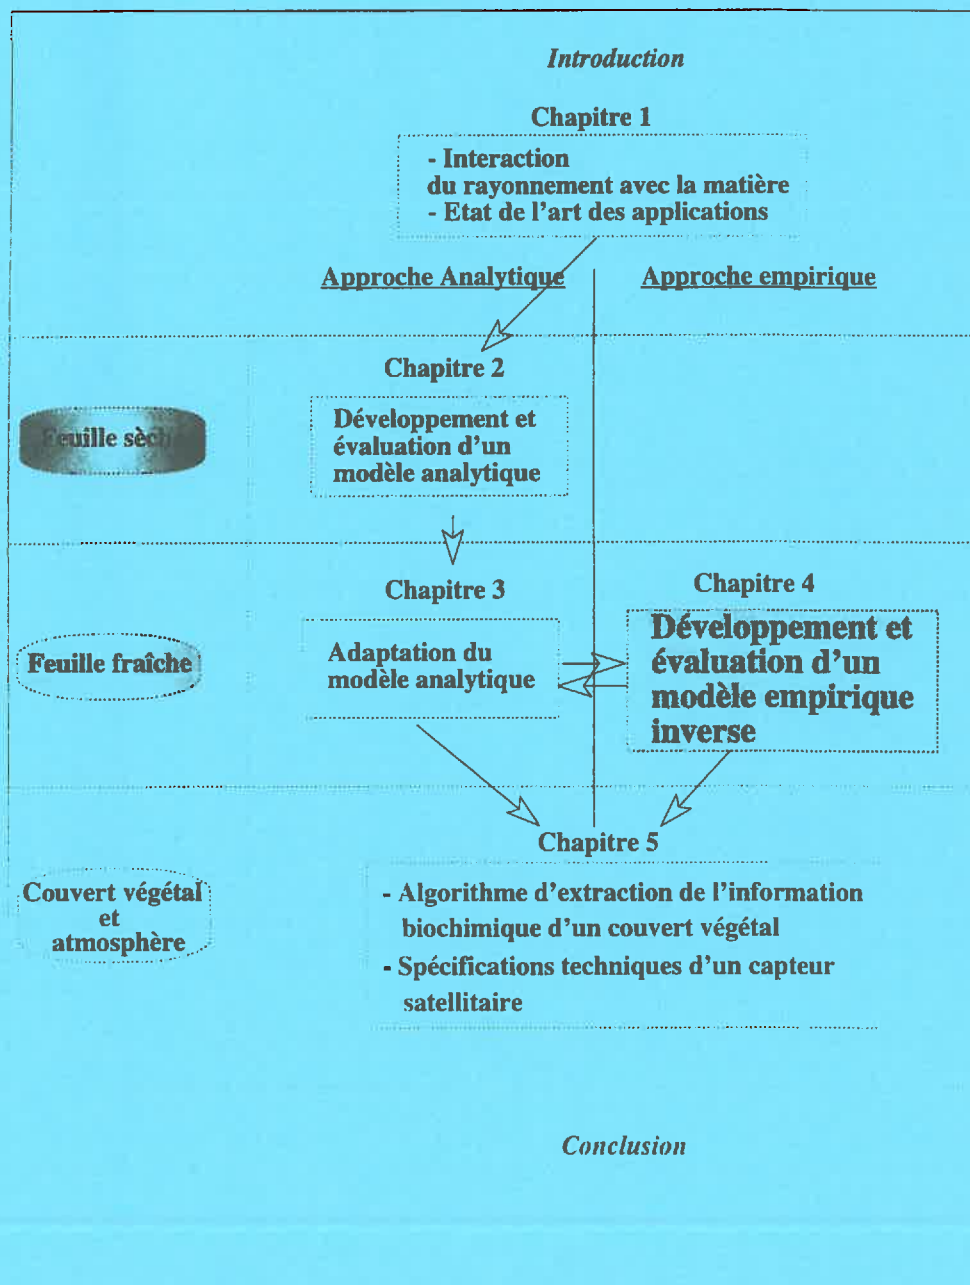 Introduction
Chapitre 1
- Interaction
du rayonnement avec la matière
- Etat de l'art des applications
Approche Analytique
Approche empirique
Chapitre 2
Développement et
évaluation d'un
modèle analytique
Feuille sèche
Chapitre 3
Adaptation du
modèle analytique
Chapitre 4
Développement et
évaluation d'un
modèle empirique
inverse
Feuille fraîche
Chapitre 5
- Algorithme d'extraction de l'information
biochimique d'un couvert végétal
- Spécifications techniques d'un capteur
satellitaire
Couvert végétal
et
atmosphère
Conclusion